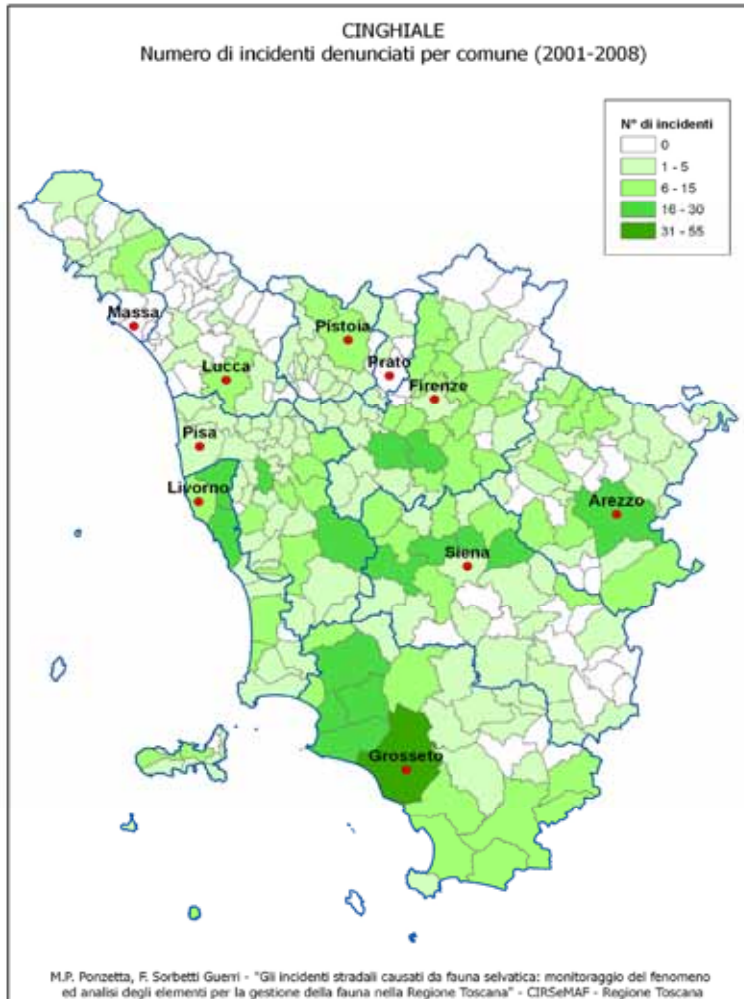 CINGHIALE
Numero di incidenti denunciati per comune (2001-2008)
N° di incidenti
0
1 - 5
6 - 15
16 - 30
31 - 55
Massa
Pistoia
Prato
Lucca
Firenze
Pisa
Livorno
Arezzo
Siena
Grosseto
M.P. Ponzetta, F. Sorbetti Guerri - "Gli incidenti stradali causati da fauna selvatica: monitoraggio del fenomeno
ed analisi degli elementi per la gestione della fauna nella Regione Toscana" - CIRSeMAF - Regione Toscana